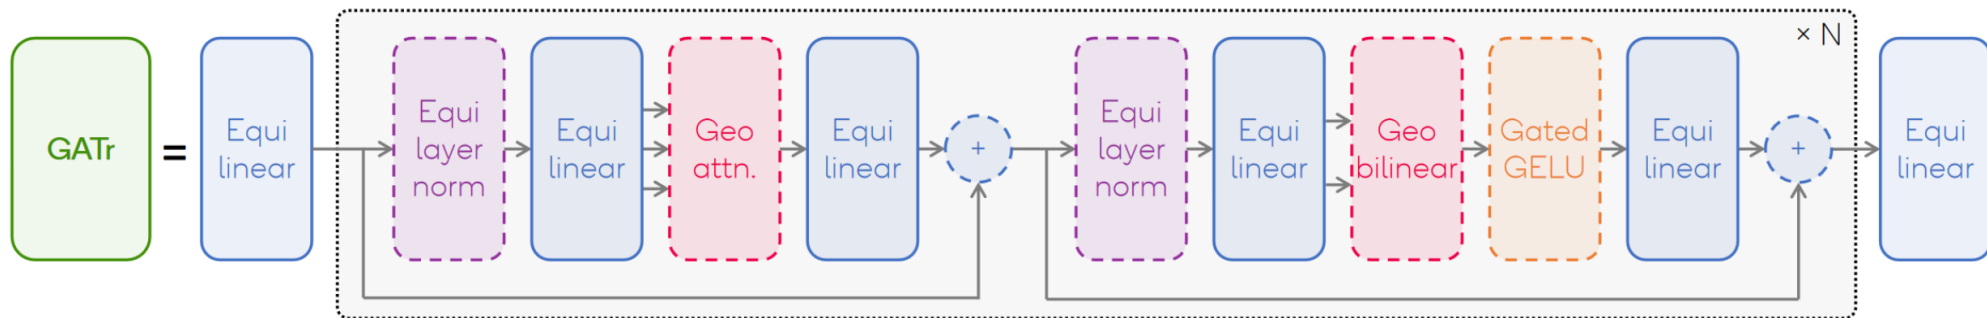 GATr
=
Equi
linear
Equi
layer
norm
Equi
linear
Geo
attn.
Equi
linear
+
Equi
layer
norm
Equi
linear
Geo
bilinear
Gated
GELU
Equi
linear
+
× N
Equi
linear